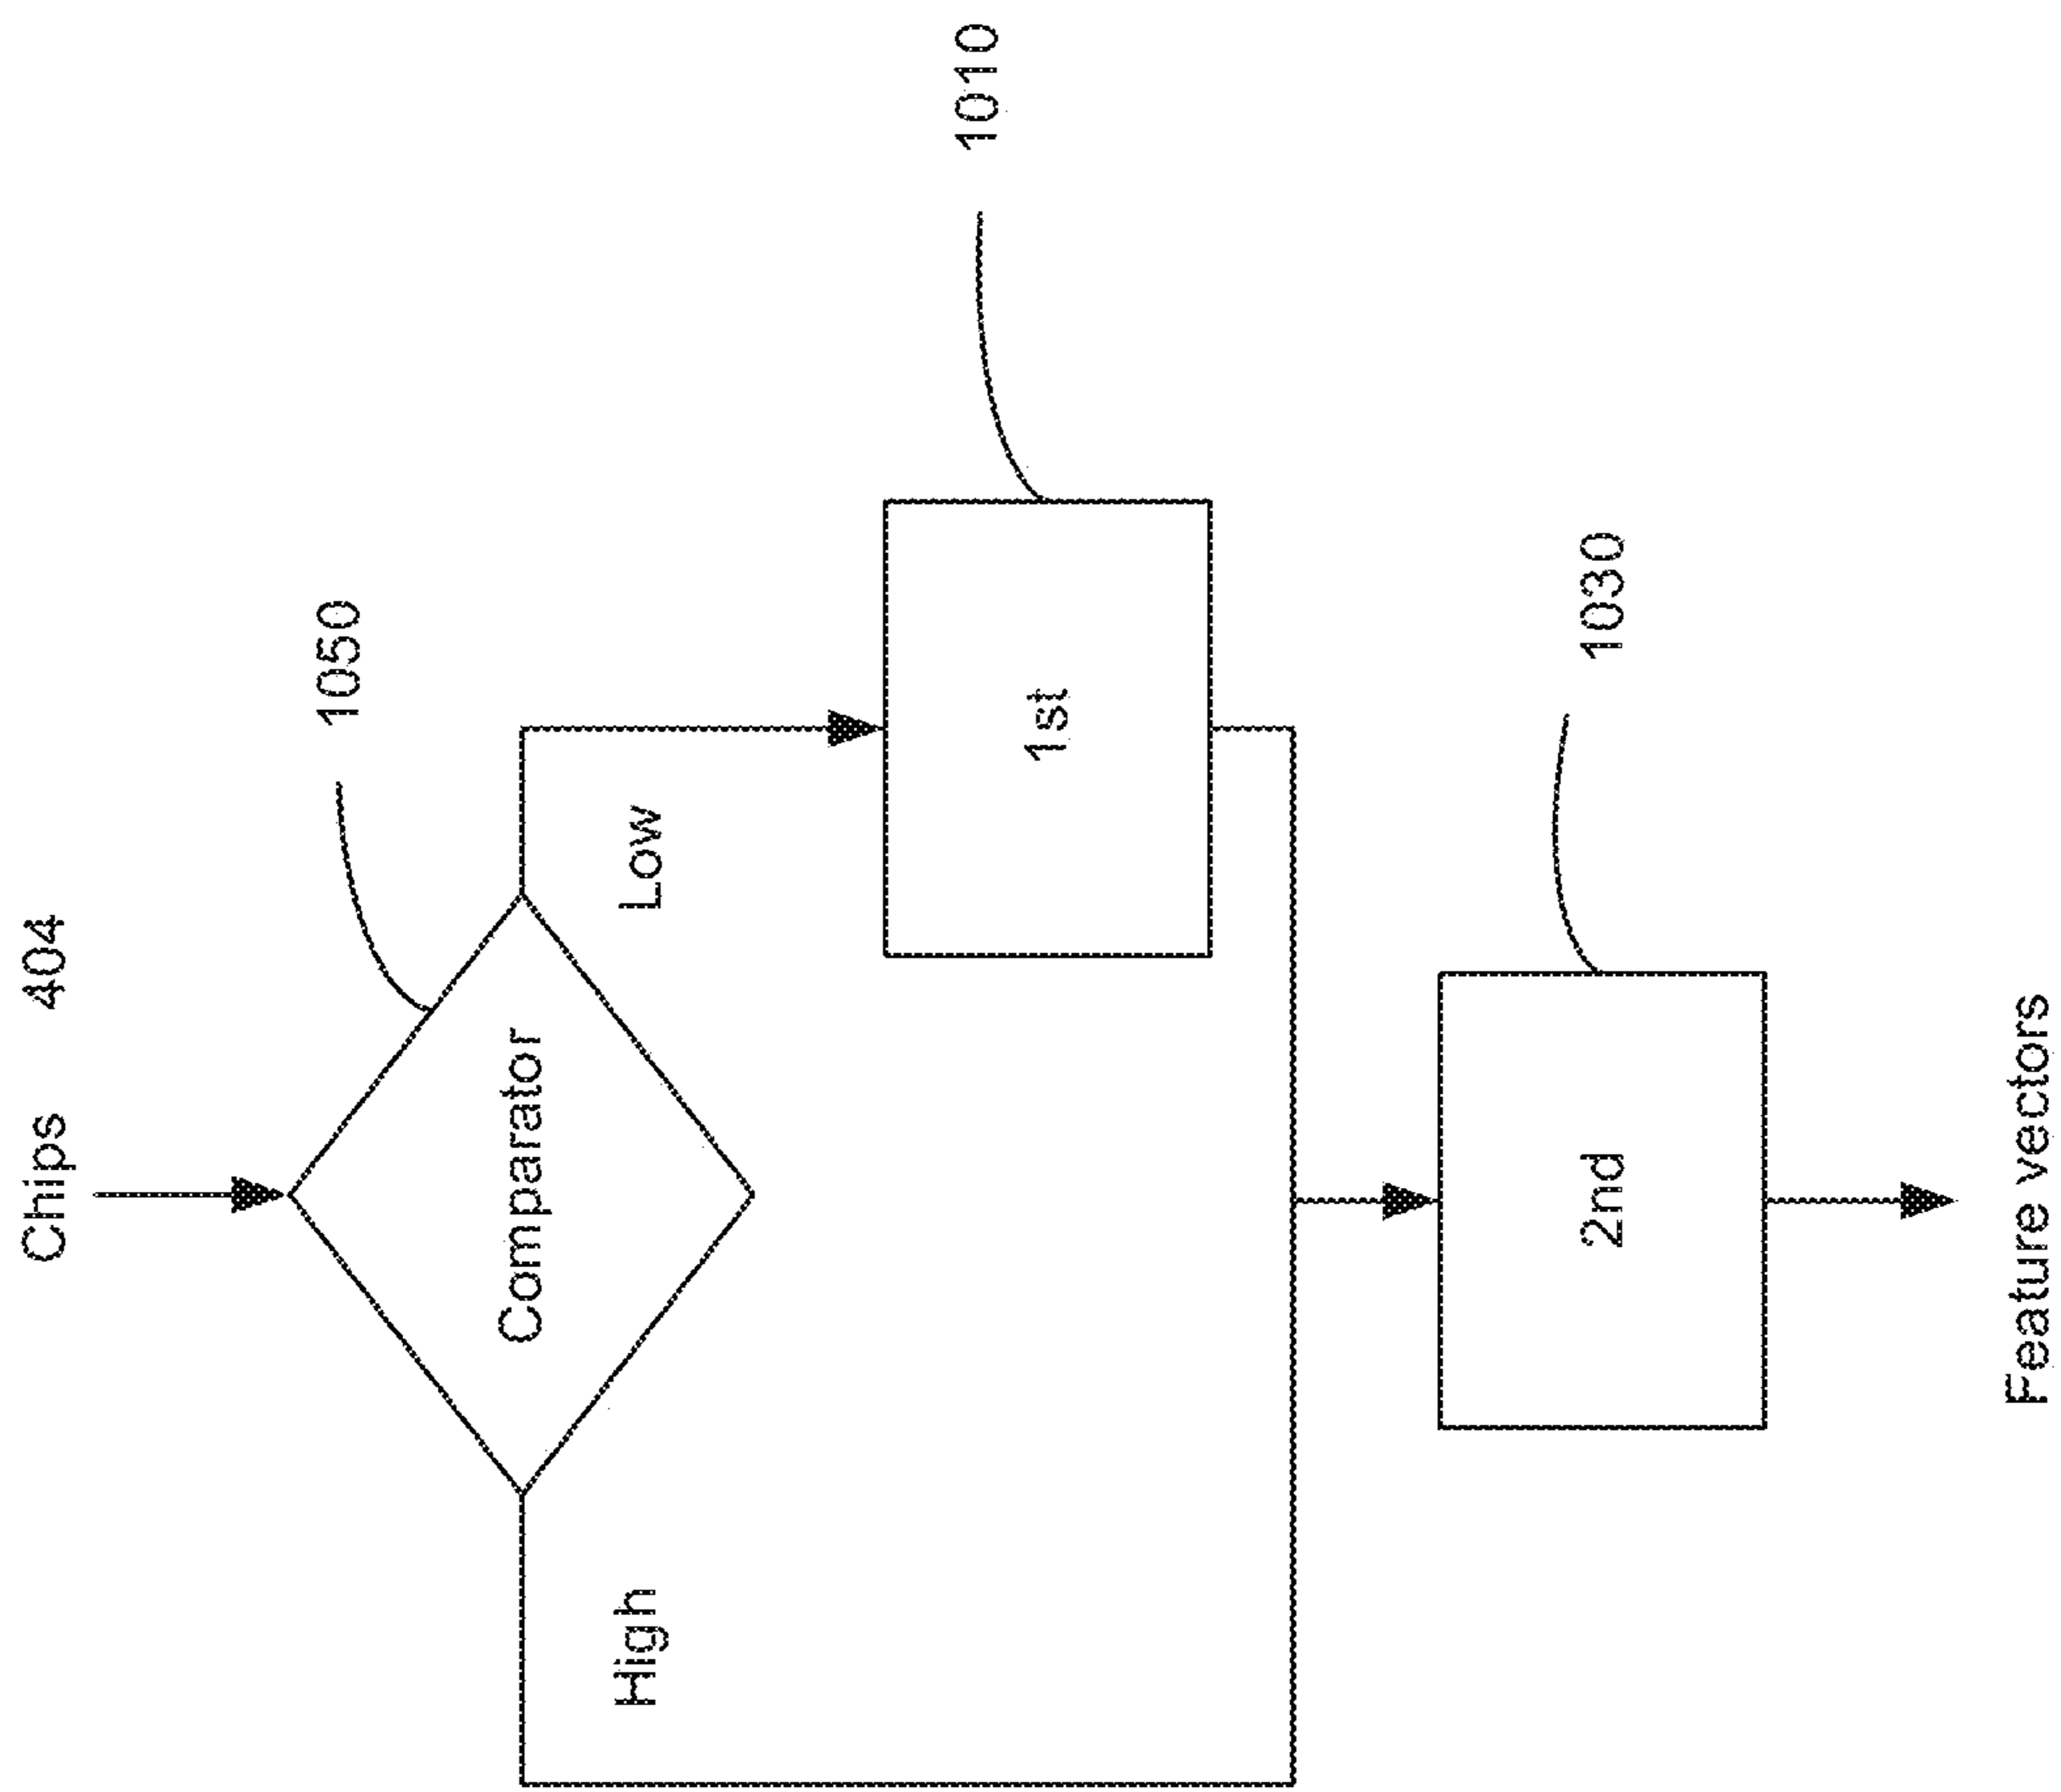 Chips 404
1050
Comparator
High
Low
1010
1st
1030
2nd
Feature vectors